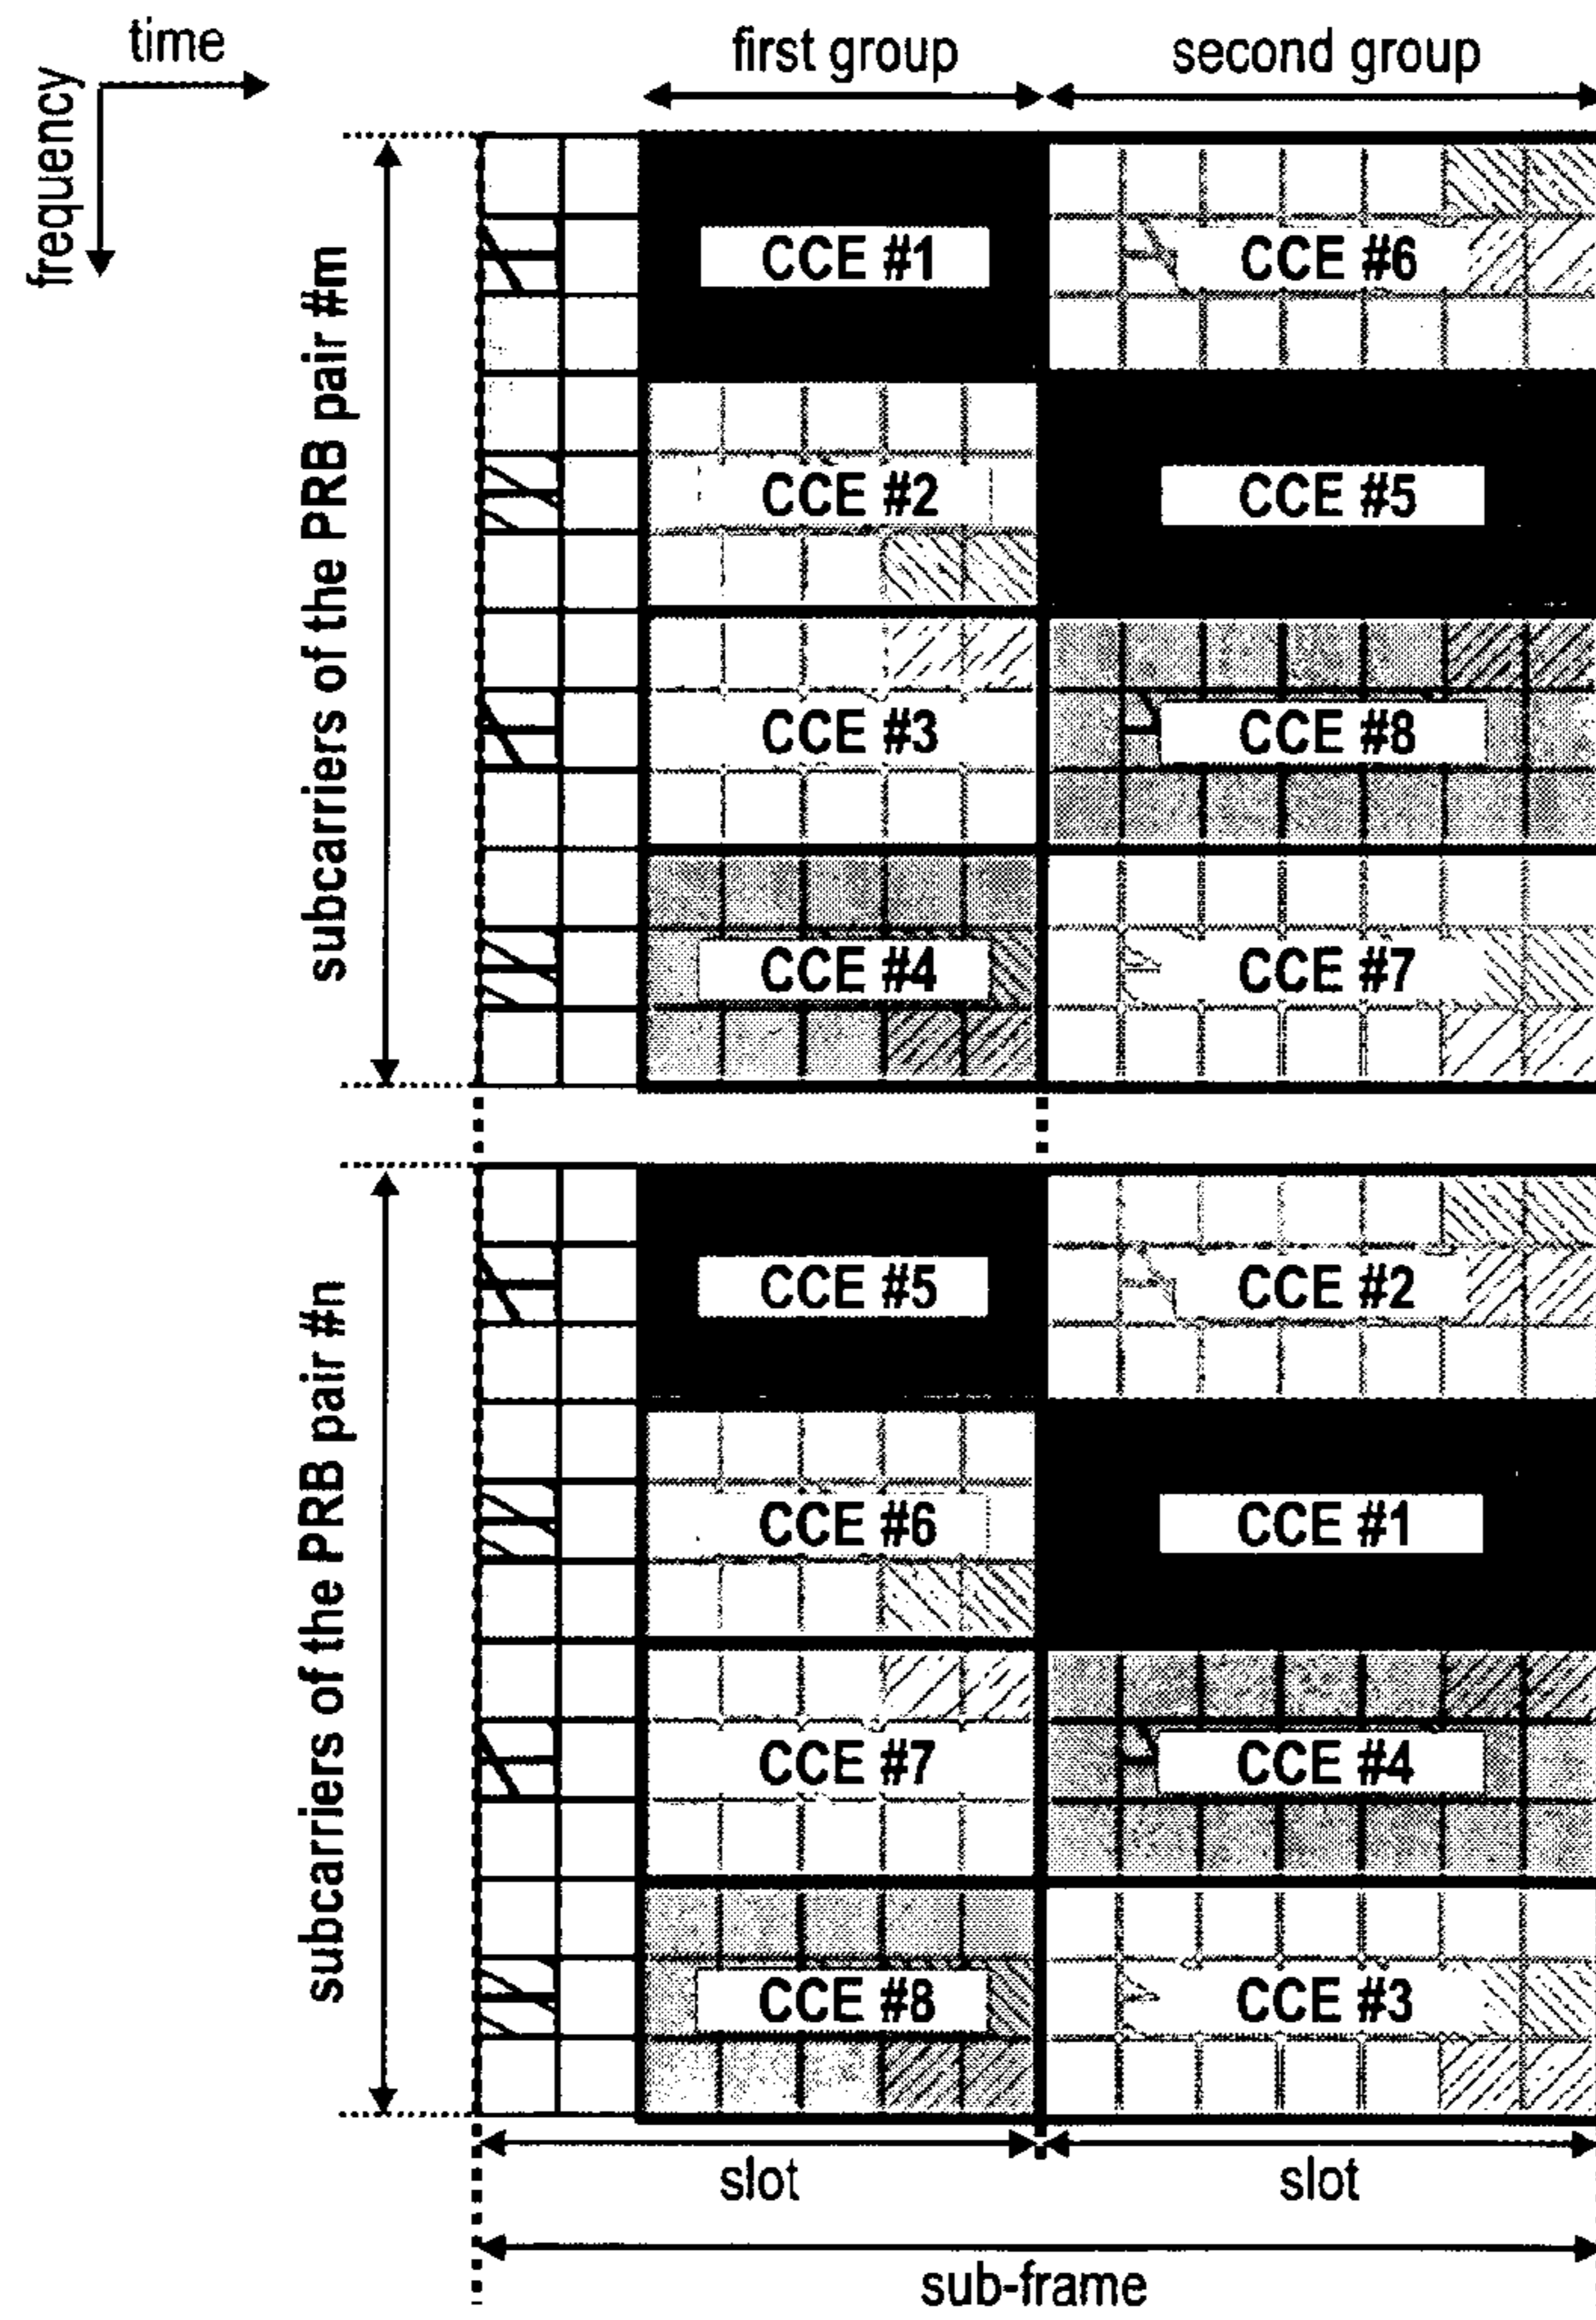 time
first group
second group
frequency
subcarriers of the PRB pair #m
CCE #1
CCE #6
CCE #2
CCE #5
CCE #3
CCE #8
CCE #4
CCE #7
subcarriers of the PRB pair #n
CCE #5
CCE #2
CCE #6
CCE #1
CCE #7
CCE #4
CCE #8
CCE #3
slot
slot
sub-frame